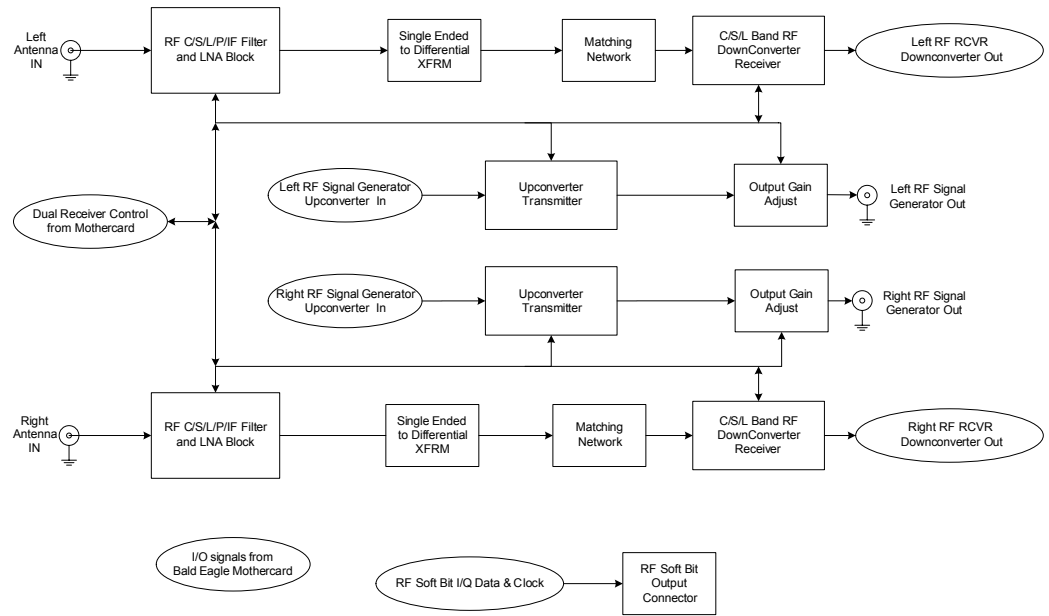 Left
Antenna
IN
RF C/S/L/P/IF Filter
and LNA Block
Single Ended
to Differential
XFRM
Matching
Network
C/S/L Band RF
DownConverter
Receiver
Left RF RCVR
Downconverter Out
Left RF Signal Generator
Upconverter In
Upconverter
Transmitter
Output Gain
Adjust
Left RF Signal
Generator Out
Dual Receiver Control
from Mothercard
Right RF Signal Generator
Upconverter In
Upconverter
Transmitter
Output Gain
Adjust
Right RF Signal
Generator Out
Right
Antenna
IN
RF C/S/L/P/IF Filter
and LNA Block
Single Ended
to Differential
XFRM
Matching
Network
C/S/L Band RF
DownConverter
Receiver
Right RF RCVR
Downconverter Out
I/O signals from
Bald Eagle Mothercard
RF Soft Bit I/Q Data & Clock
RF Soft Bit
Output
Connector